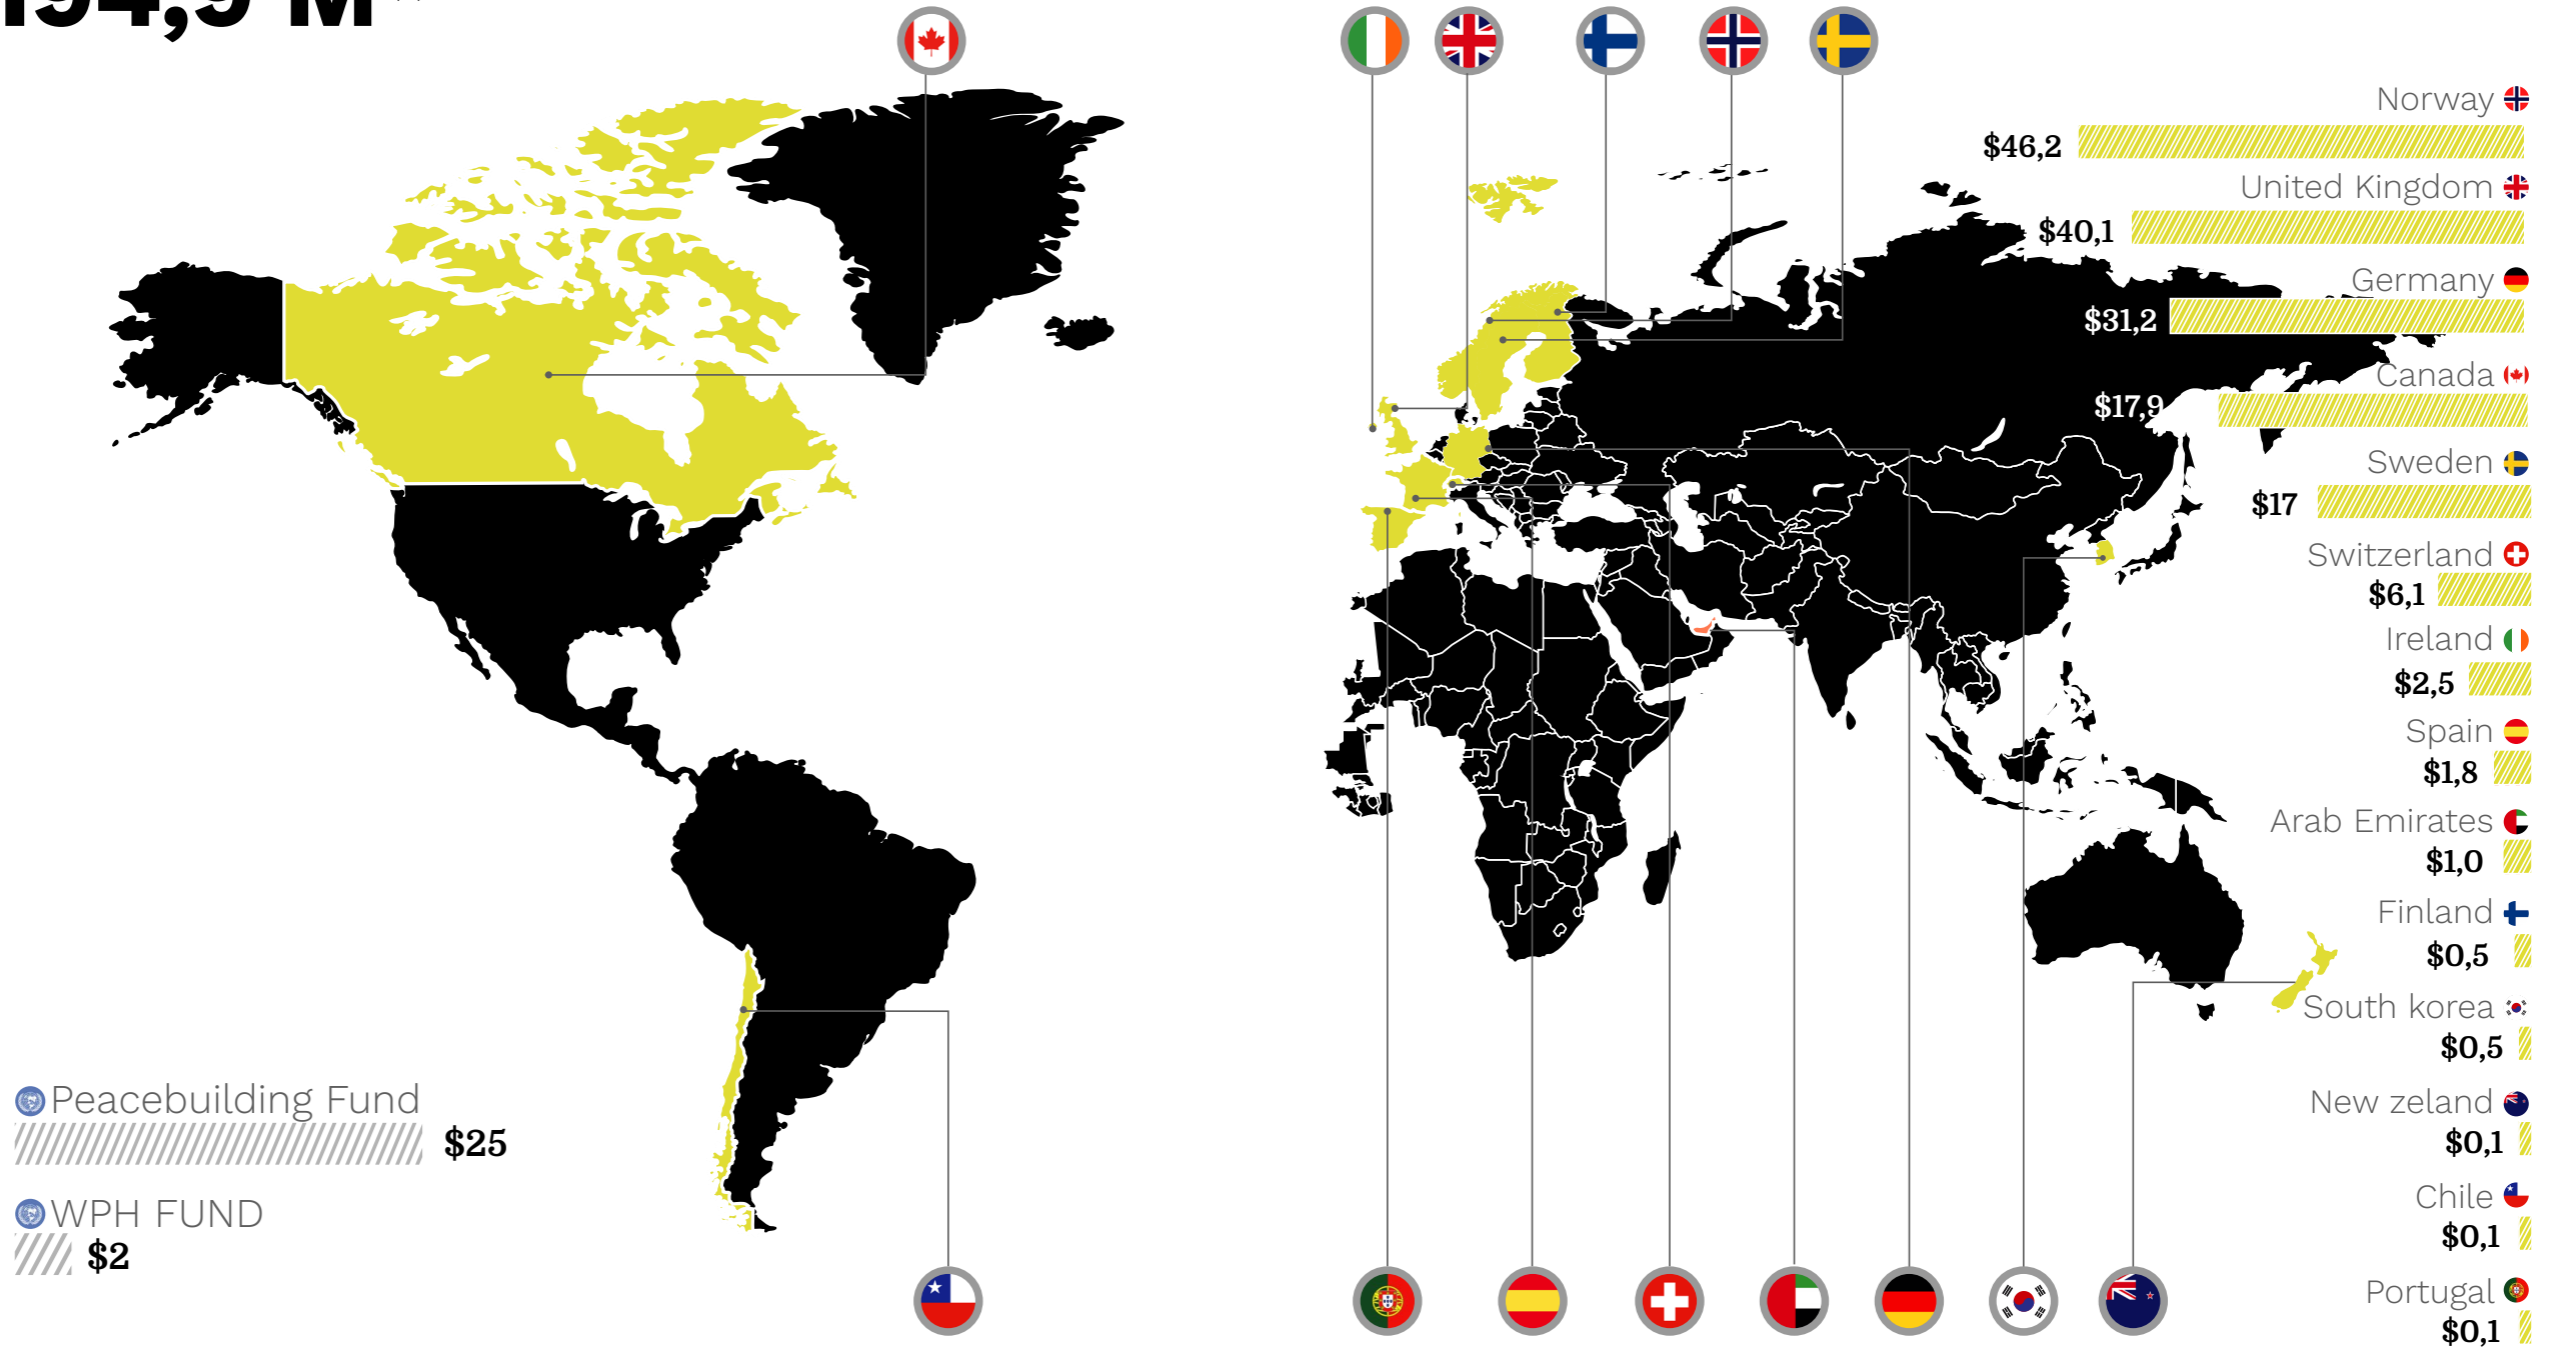 194,9 M
Norway
$46,2
United Kingdom
$40,1
Germany
$31,2
Canada
$17,9
Sweden
$17
Switzerland
$6,1
Ireland
$2,5
Spain
$1,8
Arab Emirates
$1,0
Finland
$0,5
South korea
$0,5
New zeland
$0,1
Chile
$0,1
Portugal
$0,1
Peacebuilding Fund
$25
WPH FUND
$2